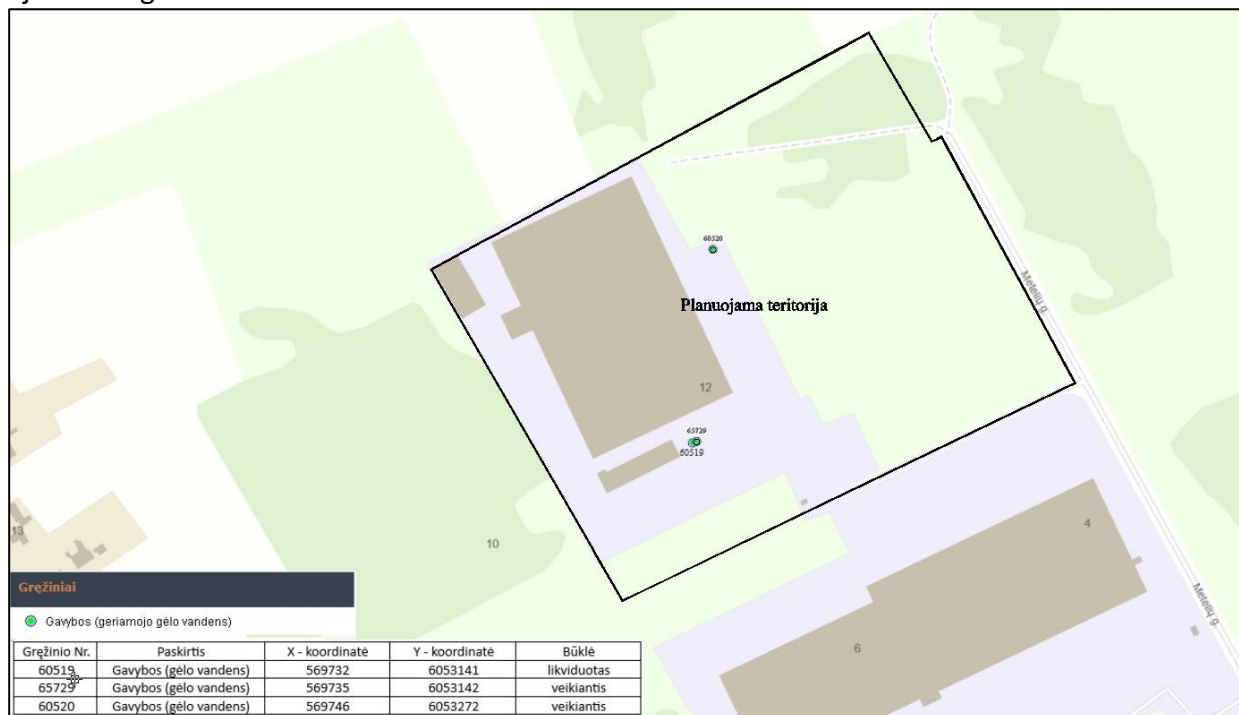 60520
Planuojama teritorija
Metelių g.
12
65729
60519
4
13
10
Metelių g.
6
Gręžiniai
Gavybos (geriamojo gėlo vandens)
Gręžinio Nr. Paskirtis X - koordinatė Y - koordinatė Būklė
60519 Gavybos (gėlo vandens) 569732 6053141 likviduotas
65729 Gavybos (gėlo vandens) 569735 6053142 veikiantis
60520 Gavybos (gėlo vandens) 569746 6053272 veikiantis